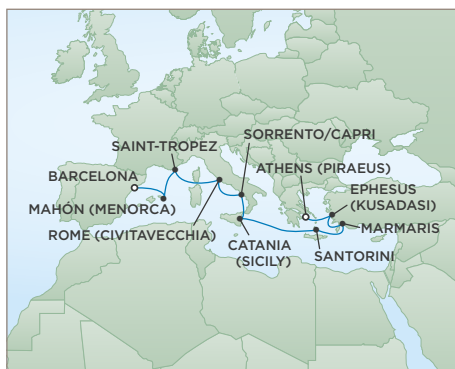 SAINT-TROPEZ
SORRENTO/CAPRI
BARCELONA
ATHENS (PIRAEUS)
EPHESUS
(KUSADASI)
MAHÓN (MENORCA)
MARMARIS
ROME (CIVITAVECCHIA)
CATANIA
(SICILY)
SANTORINI